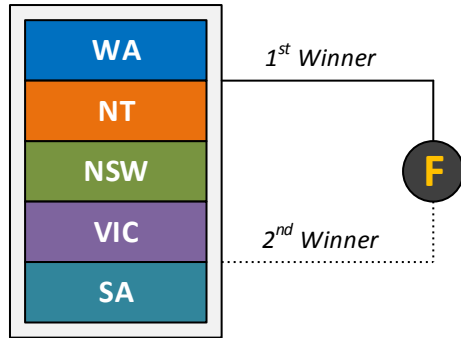 WA
1st Winner
NT
F
NSW
VIC
2nd Winner
SA